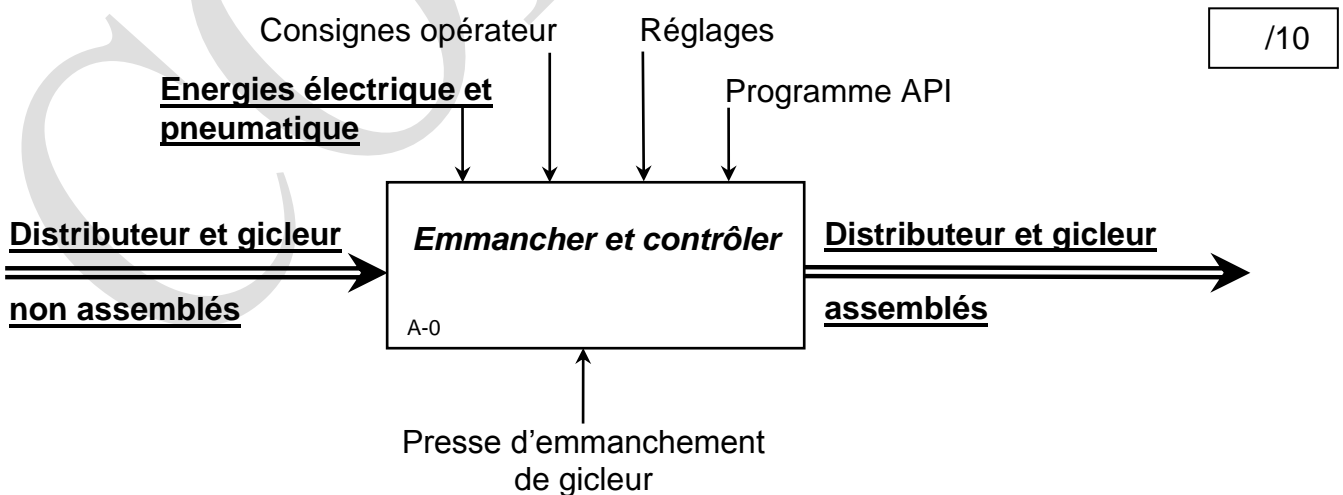 Consignes opérateur
Réglages
/10
Energies électrique et
pneumatique
Programme API
Distributeur et gicleur
non assemblés
Emmancher et contrôler
A-0
Distributeur et gicleur
assemblés
Presse d’emmanchement
de gicleur